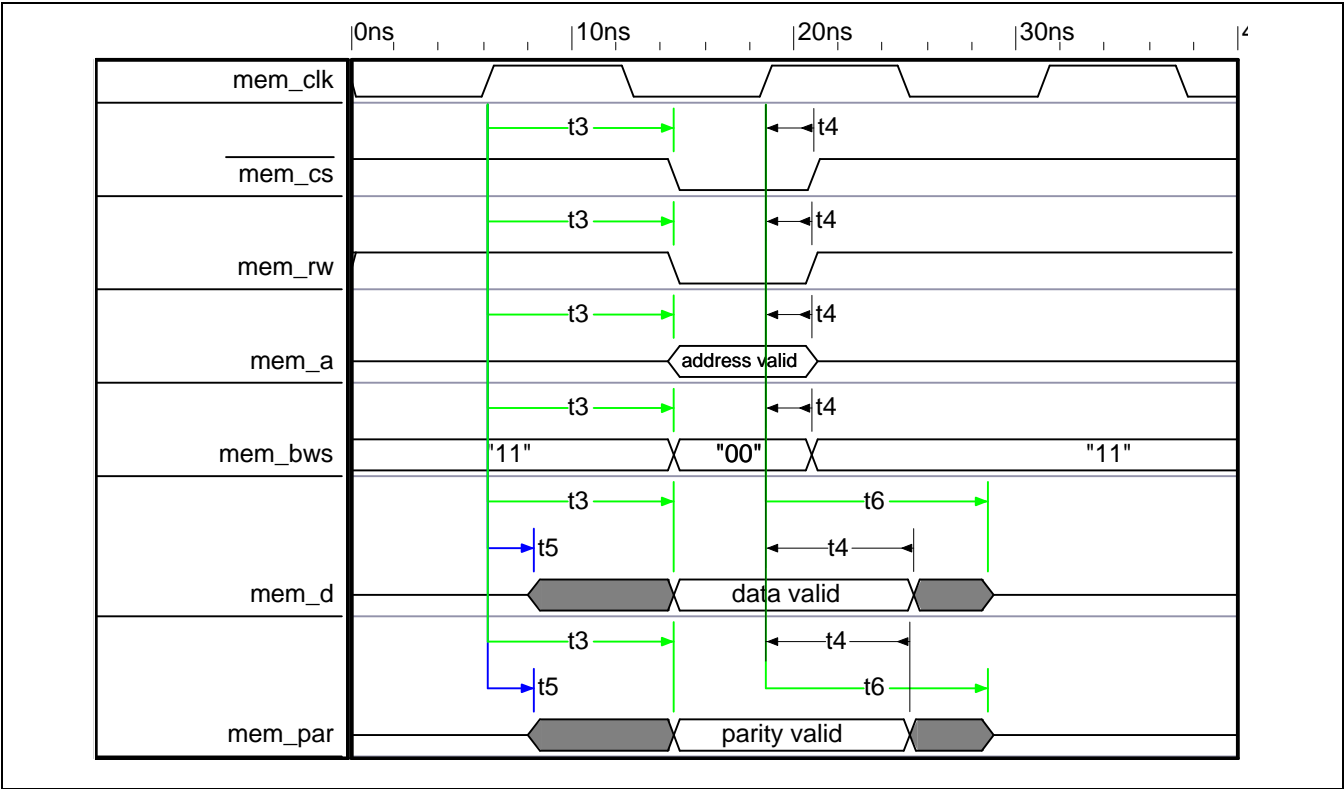 0ns 10ns 20ns 30ns
mem_clk
t3 t4
mem_cs
t3 t4
mem_rw
t3 t4
mem_a address valid
t3 t4
mem_bws "11" "00" "11"
t3 t6
t5 t4
mem_d data valid
t3 t4
t5 t6
mem_par parity valid